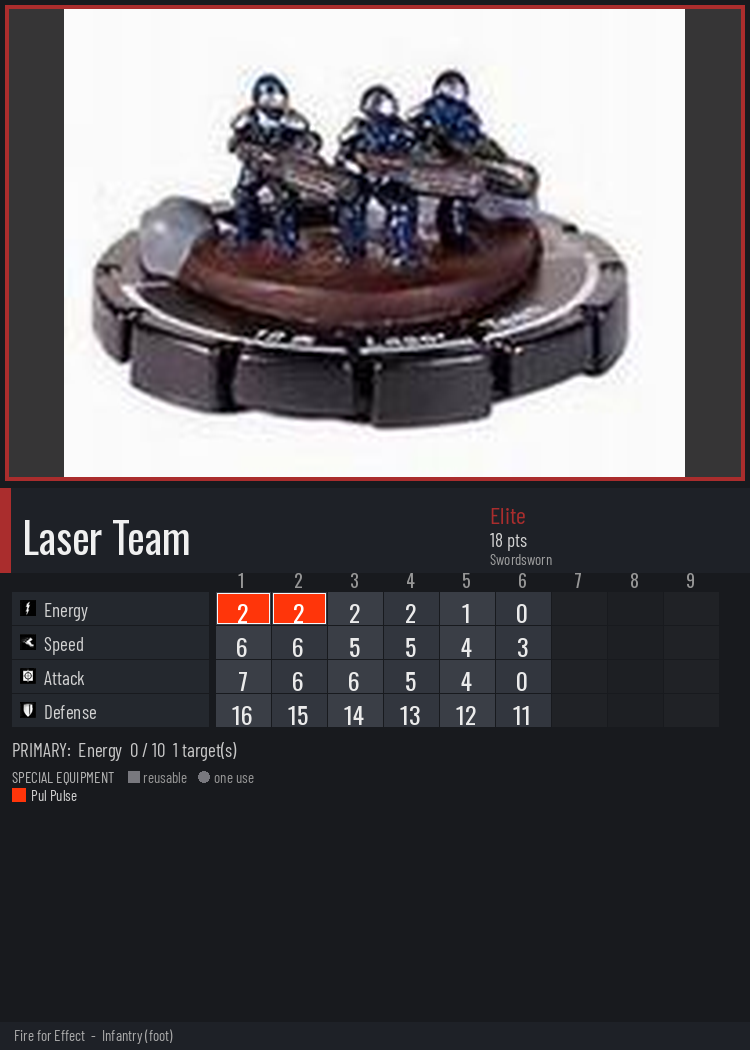 Laser Team
Elite
18 pts
Swordsworn
1 2 3 4 5 6 7 8 9
Energy 2 2 2 2 1 0
Speed 6 6 5 5 4 3
Attack 7 6 6 5 4 0
Defense 16 15 14 13 12 11
PRIMARY: Energy 0 / 10 1 target(s)
SPECIAL EQUIPMENT reusable one use
Pul Pulse
Fire for Effect - Infantry (foot)